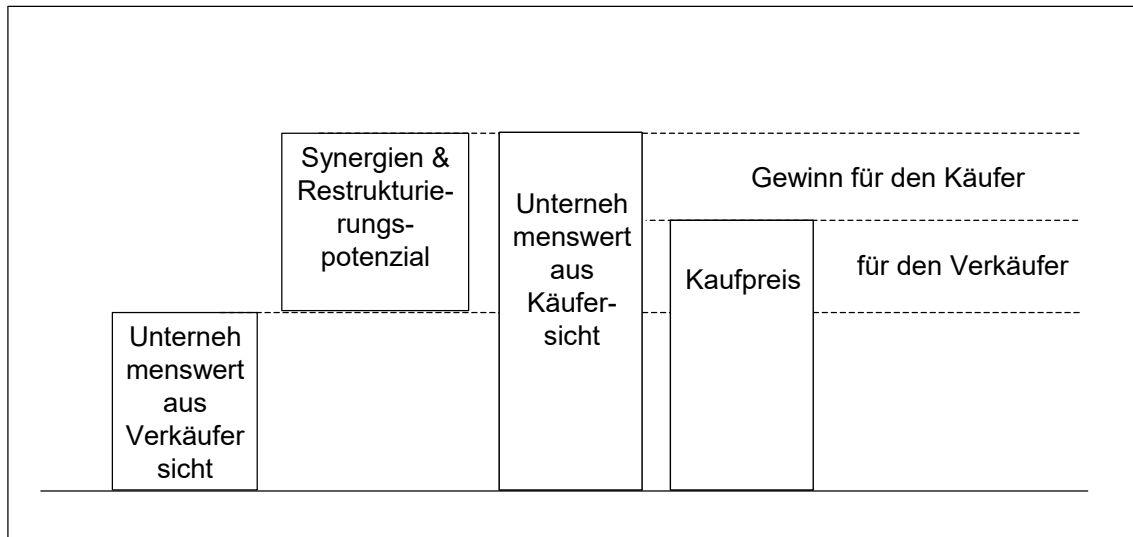 Unterneh
menswert
aus
Verkäufer
sicht
Synergien &
Restrukturie-
rungs-
potenzial
Unterneh
menswert
aus
Käufer-
sicht
Kaufpreis
Gewinn für den Käufer
für den Verkäufer